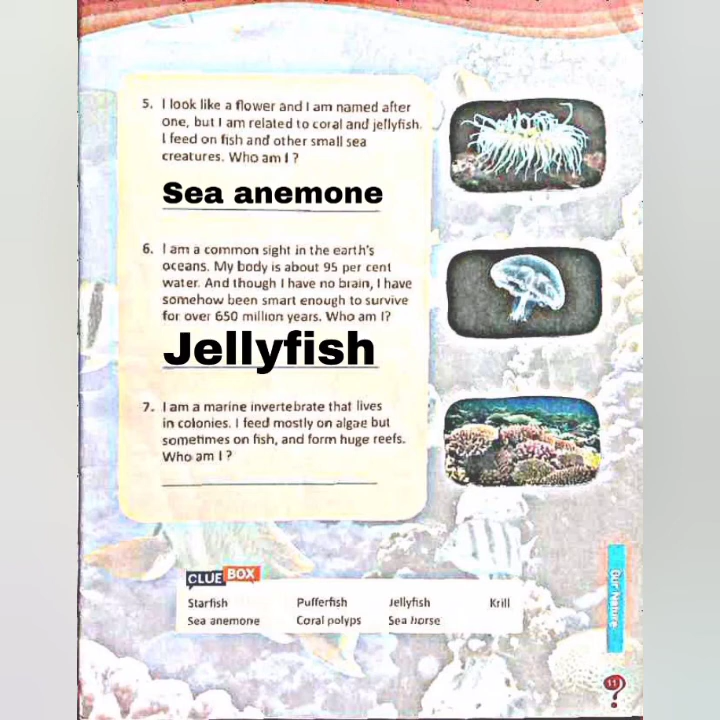 5. I look like a flower and I am named after
one, but I am related to coral and jellyfish.
I feed on fish and other small sea
creatures. Who am I ?
Sea anemone
6. I am a common sight in the earth's
oceans. My body is about 95 per cent
water. And though I have no brain, I have
somehow been smart enough to survive
for over 650 million years. Who am I?
Jellyfish
7. I am a marine invertebrate that lives
in colonies. I feed mostly on algae but
sometimes on fish, and form huge reefs.
Who am I ?
CLUE BOX
Starfish Pufferfish Jellyfish Krill
Sea anemone Coral polyps Sea horse
Our Nature
11
?